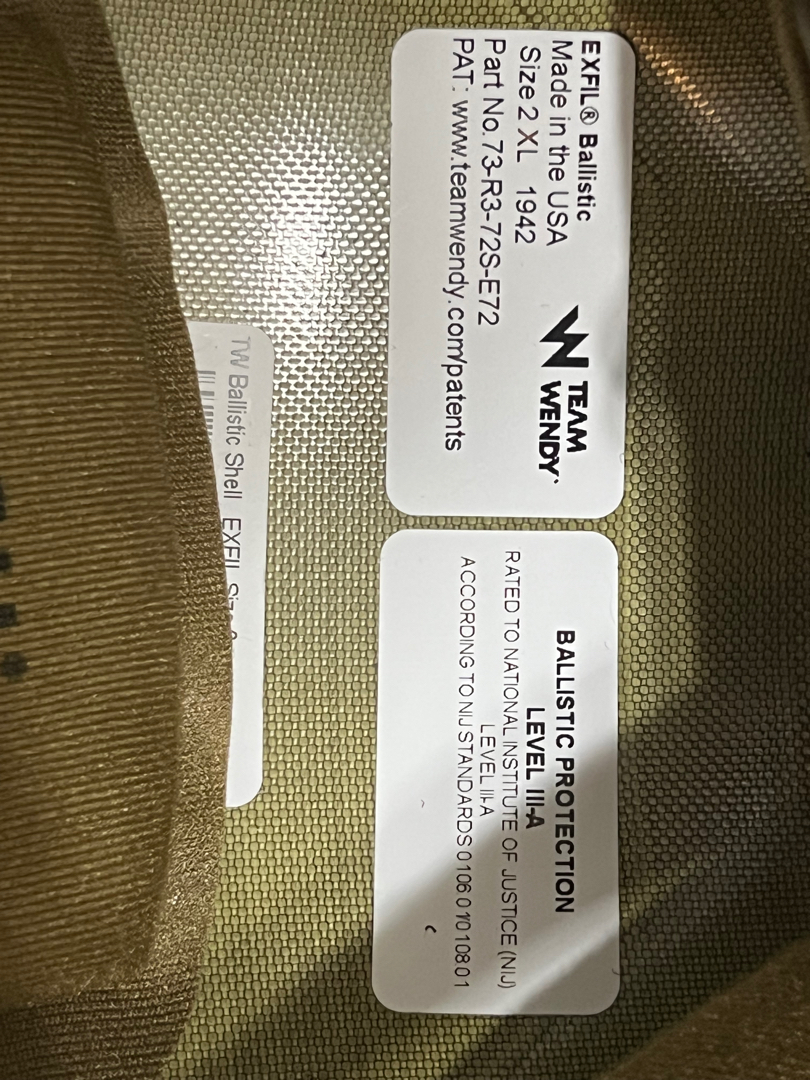 EXFIL® Ballistic
Made in the USA
Size 2 XL 1942
Part No. 73-R3-72S-E72
PAT: www.teamwendy.com/patents
TEAM
WENDY
BALLISTIC PROTECTION
LEVEL III-A
RATED TO NATIONAL INSTITUTE OF JUSTICE (NIJ)
LEVEL III-A
ACCORDING TO NIJ STANDARDS 0106.01/0108.01
TW Ballistic Shell EXFIL Size